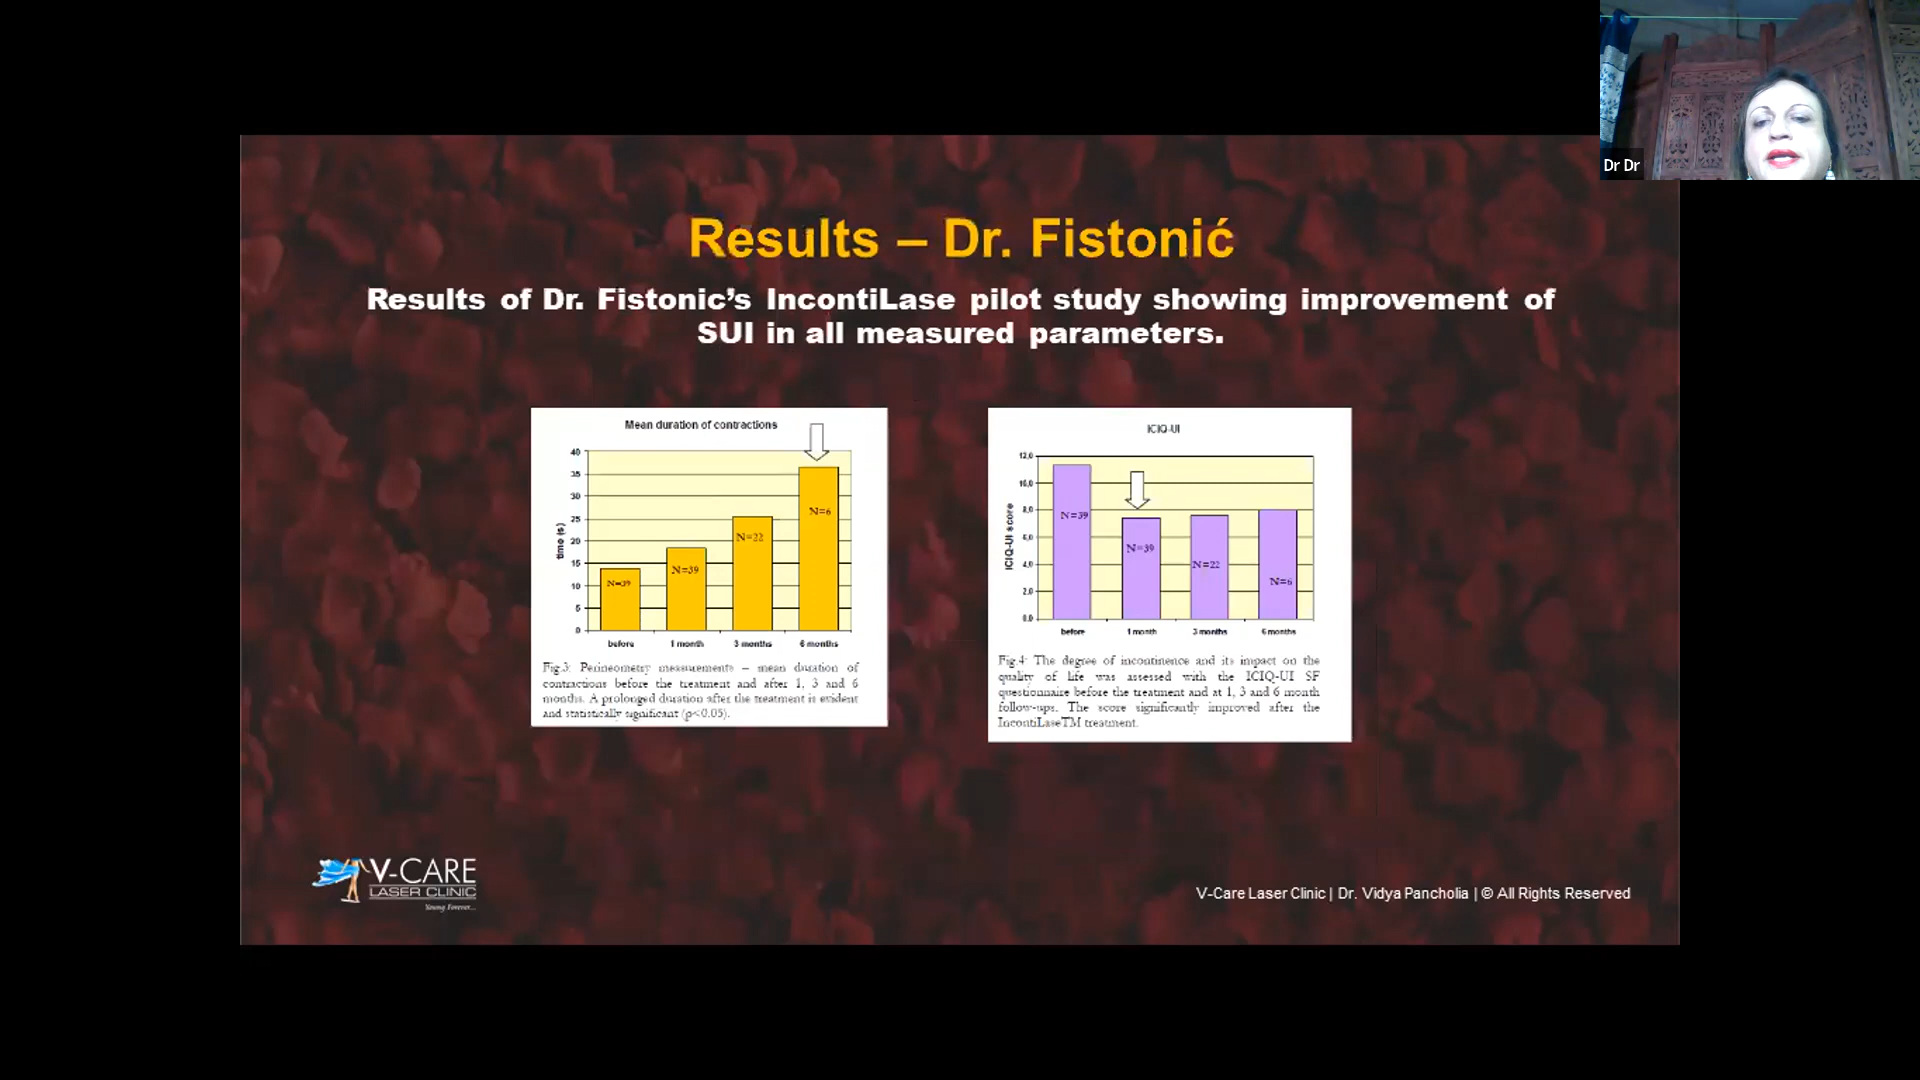 Dr Dr
Results – Dr. Fistonić
Results of Dr. Fistonic’s IncontiLase pilot study showing improvement of
SUI in all measured parameters.
Mean duration of contractions
40
35
30
25
20
15
10
5
0
time (s)
N=39
N=39
N=22
N=6
before
1 month
3 months
6 months
Fig.3: Perineometry measurements – mean duration of
contractions before the treatment and after 1, 3 and 6
months. A prolonged duration after the treatment is evident
and statistically significant (p<0.05).
ICIQ-UI
12,0
10,0
8,0
6,0
4,0
2,0
0,0
ICIQ-UI score
N=39
N=39
N=22
N=6
before
1 month
3 months
6 months
Fig.4: The degree of incontinence and its impact on the
quality of life was assessed with the ICIQ-UI SF
questionnaire before the treatment and at 1, 3 and 6 month
follow-ups. The score significantly improved after the
IncontiLaseTM treatment.
V-CARE
LASER CLINIC
Young Forever...
V-Care Laser Clinic | Dr. Vidya Pancholia | © All Rights Reserved